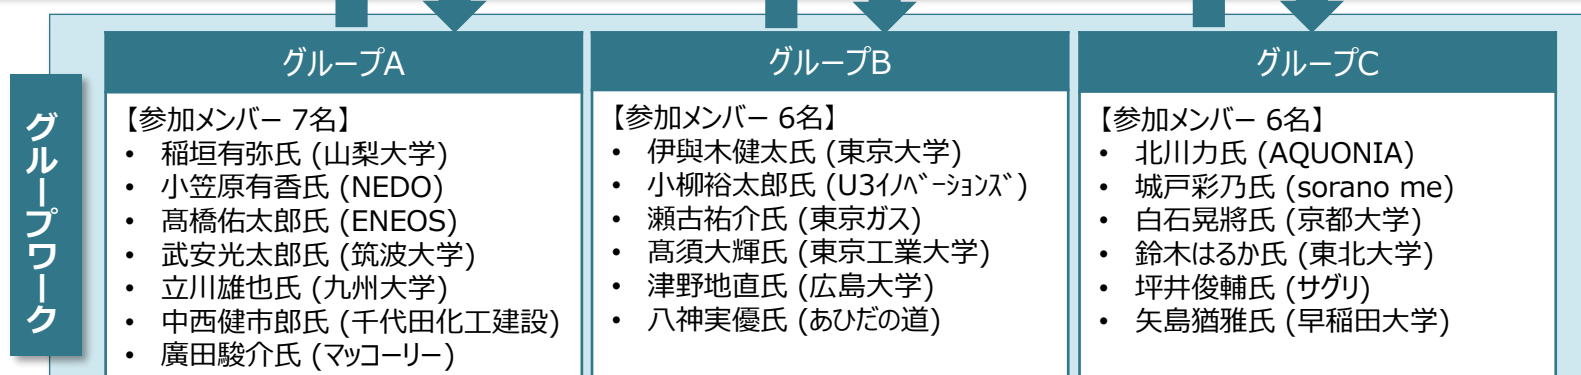 グループワーク
グループA
【参加メンバー 7名】
• 稲垣有弥氏 (山梨大学)
• 小笠原有香氏 (NEDO)
• 髙橋佑太郎氏 (ENEOS)
• 武安光太郎氏 (筑波大学)
• 立川雄也氏 (九州大学)
• 中西健市郎氏 (千代田化工建設)
• 廣田駿介氏 (マッコーリー)
グループB
【参加メンバー 6名】
• 伊與木健太氏 (東京大学)
• 小柳裕太郎氏 (U3ｲﾉﾍﾞｰｼｮﾝｽﾞ)
• 瀬古祐介氏 (東京ガス)
• 髙須大輝氏 (東京工業大学)
• 津野地直氏 (広島大学)
• 八神実優氏 (あひだの道)
グループC
【参加メンバー 6名】
• 北川力氏 (AQUONIA)
• 城戸彩乃氏 (sorano me)
• 白石晃將氏 (京都大学)
• 鈴木はるか氏 (東北大学)
• 坪井俊輔氏 (サグリ)
• 矢島猶雅氏 (早稲田大学)